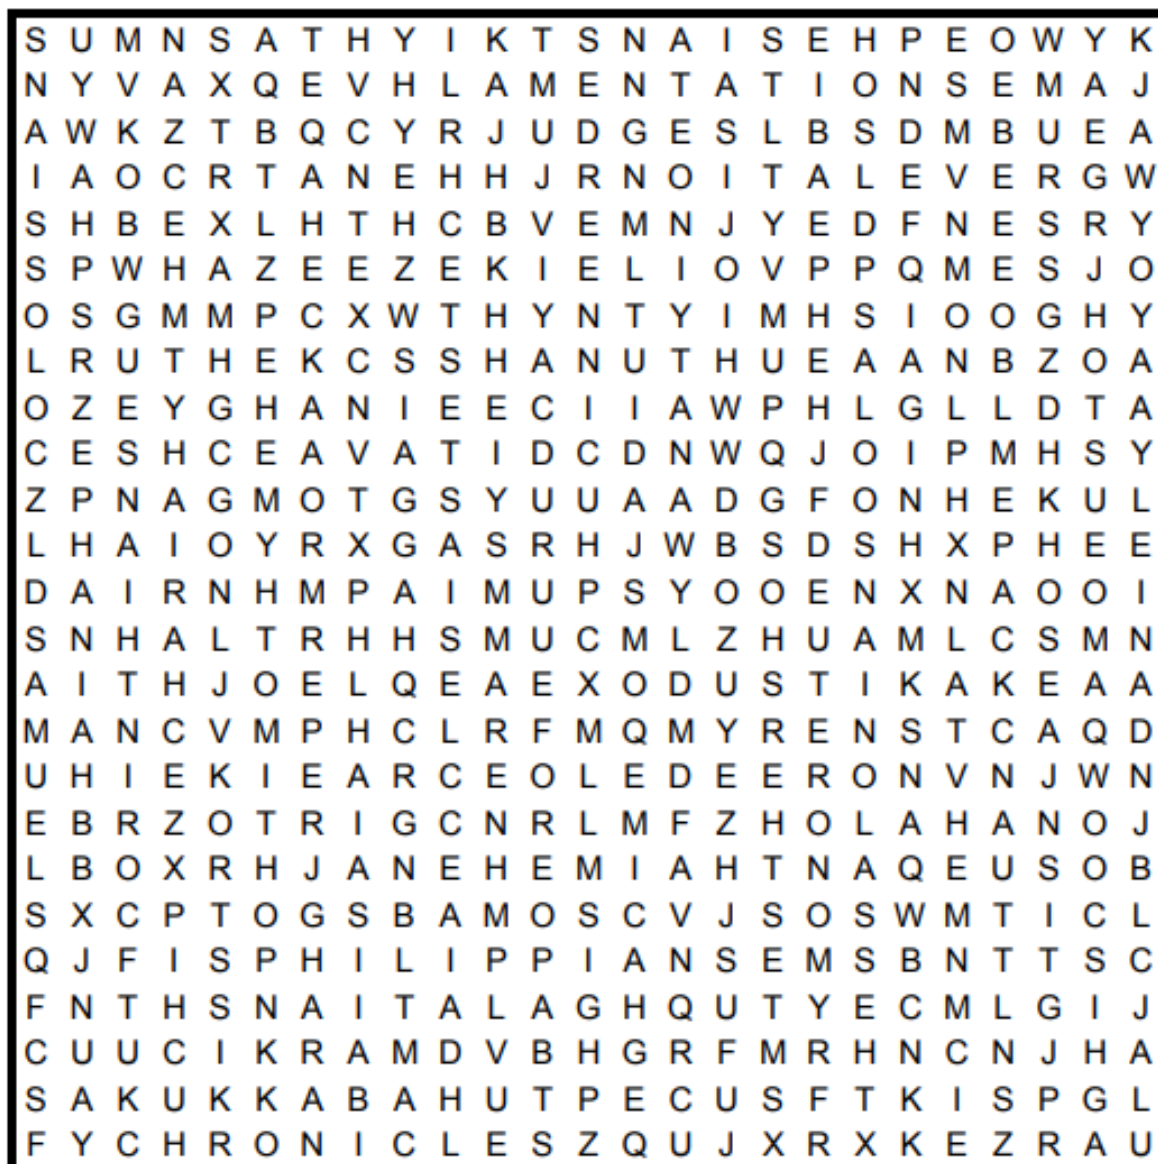 S U M N S A T H Y I K T S N A I S E H P E O W Y K
N Y V A X Q E V H L A M E N T A T I O N S E M A J
A W K Z T B Q C Y R J U D G E S L B S D M B U E A
I A O C R T A N E H H J R N O I T A L E V E R G W
S H B E X L H T H C B V E M N J Y E D F N E S R Y
S P W H A Z E E Z E K I E L I O V P P Q M E S J O
O S G M M P C X W T H Y N T Y I M H S I O O G H Y
L R U T H E K C S S H A N U T H U E A A N B Z O A
O Z E Y G H A N I E E C I I A W P H L G L L D T A
C E S H C E A V A T I D C D N W Q J O I P M H S Y
Z P N A G M O T G S Y U U A A D G F O N H E K U L
L H A I O Y R X G A S R H J W B S D S H X P H E E
D A I R N H M P A I M U P S Y O O E N X N A O O I
S N H A L T R H H S M U C M L Z H U A M L C S M N
A I T H J O E L Q E A E X O D U S T I K A K E A A
M A N C V M P H C L R F M Q M Y R E N S T C A Q D
U H I E K I E A R C E O L E D E E R O N V N J W N
E B R Z O T R I G C N R L M F Z H O L A H A N O J
L B O X R H J A N E H E M I A H T N A Q E U S O B
S X C P T O G S B A M O S C V J S O S W M T I C L
Q J F I S P H I L I P P I A N S E M S B N T T S C
F N T H S N A I T A L A G H Q U T Y E C M L G I J
C U U C I K R A M D V B H G R F M R H N C N J H A
S A K U K K A B A H U T P E C U S F T K I S P G L
F Y C H R O N I C L E S Z Q U J X R X K E Z R A U